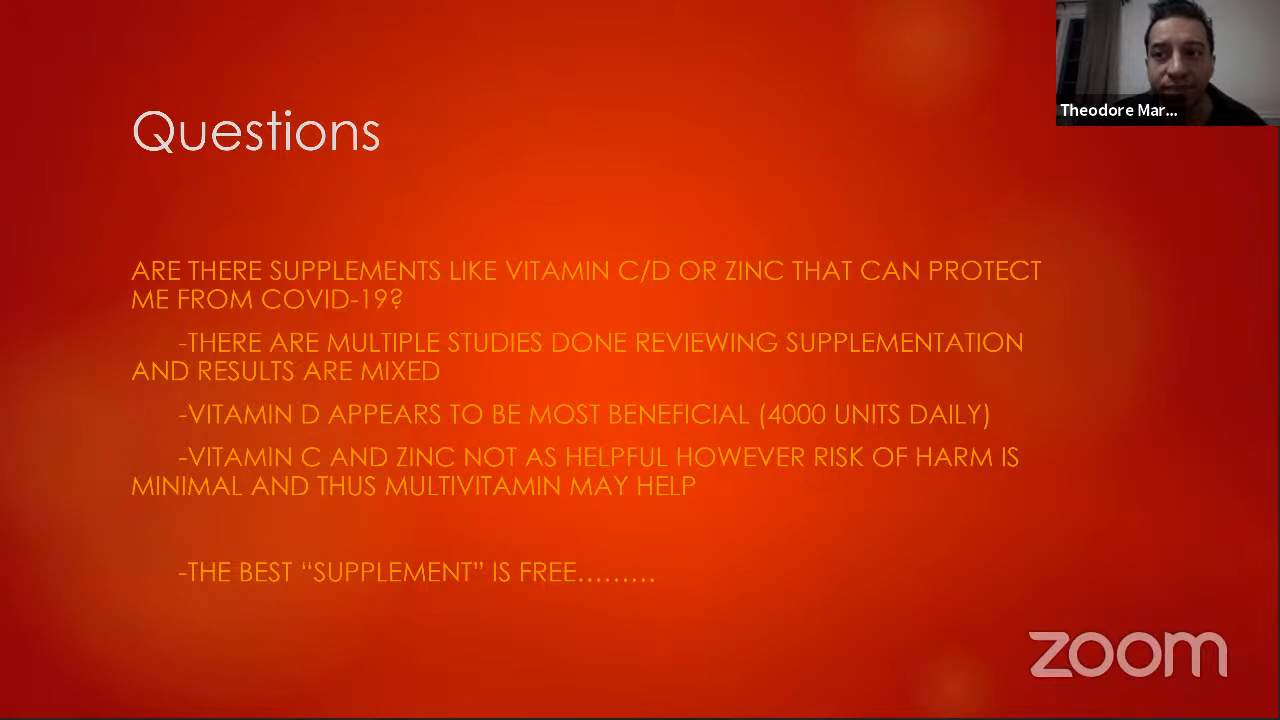 Theodore Mar...
Questions
ARE THERE SUPPLEMENTS LIKE VITAMIN C/D OR ZINC THAT CAN PROTECT
ME FROM COVID-19?
-THERE ARE MULTIPLE STUDIES DONE REVIEWING SUPPLEMENTATION
AND RESULTS ARE MIXED
-VITAMIN D APPEARS TO BE MOST BENEFICIAL (4000 UNITS DAILY)
-VITAMIN C AND ZINC NOT AS HELPFUL HOWEVER RISK OF HARM IS
MINIMAL AND THUS MULTIVITAMIN MAY HELP
-THE BEST “SUPPLEMENT” IS FREE.........
zoom